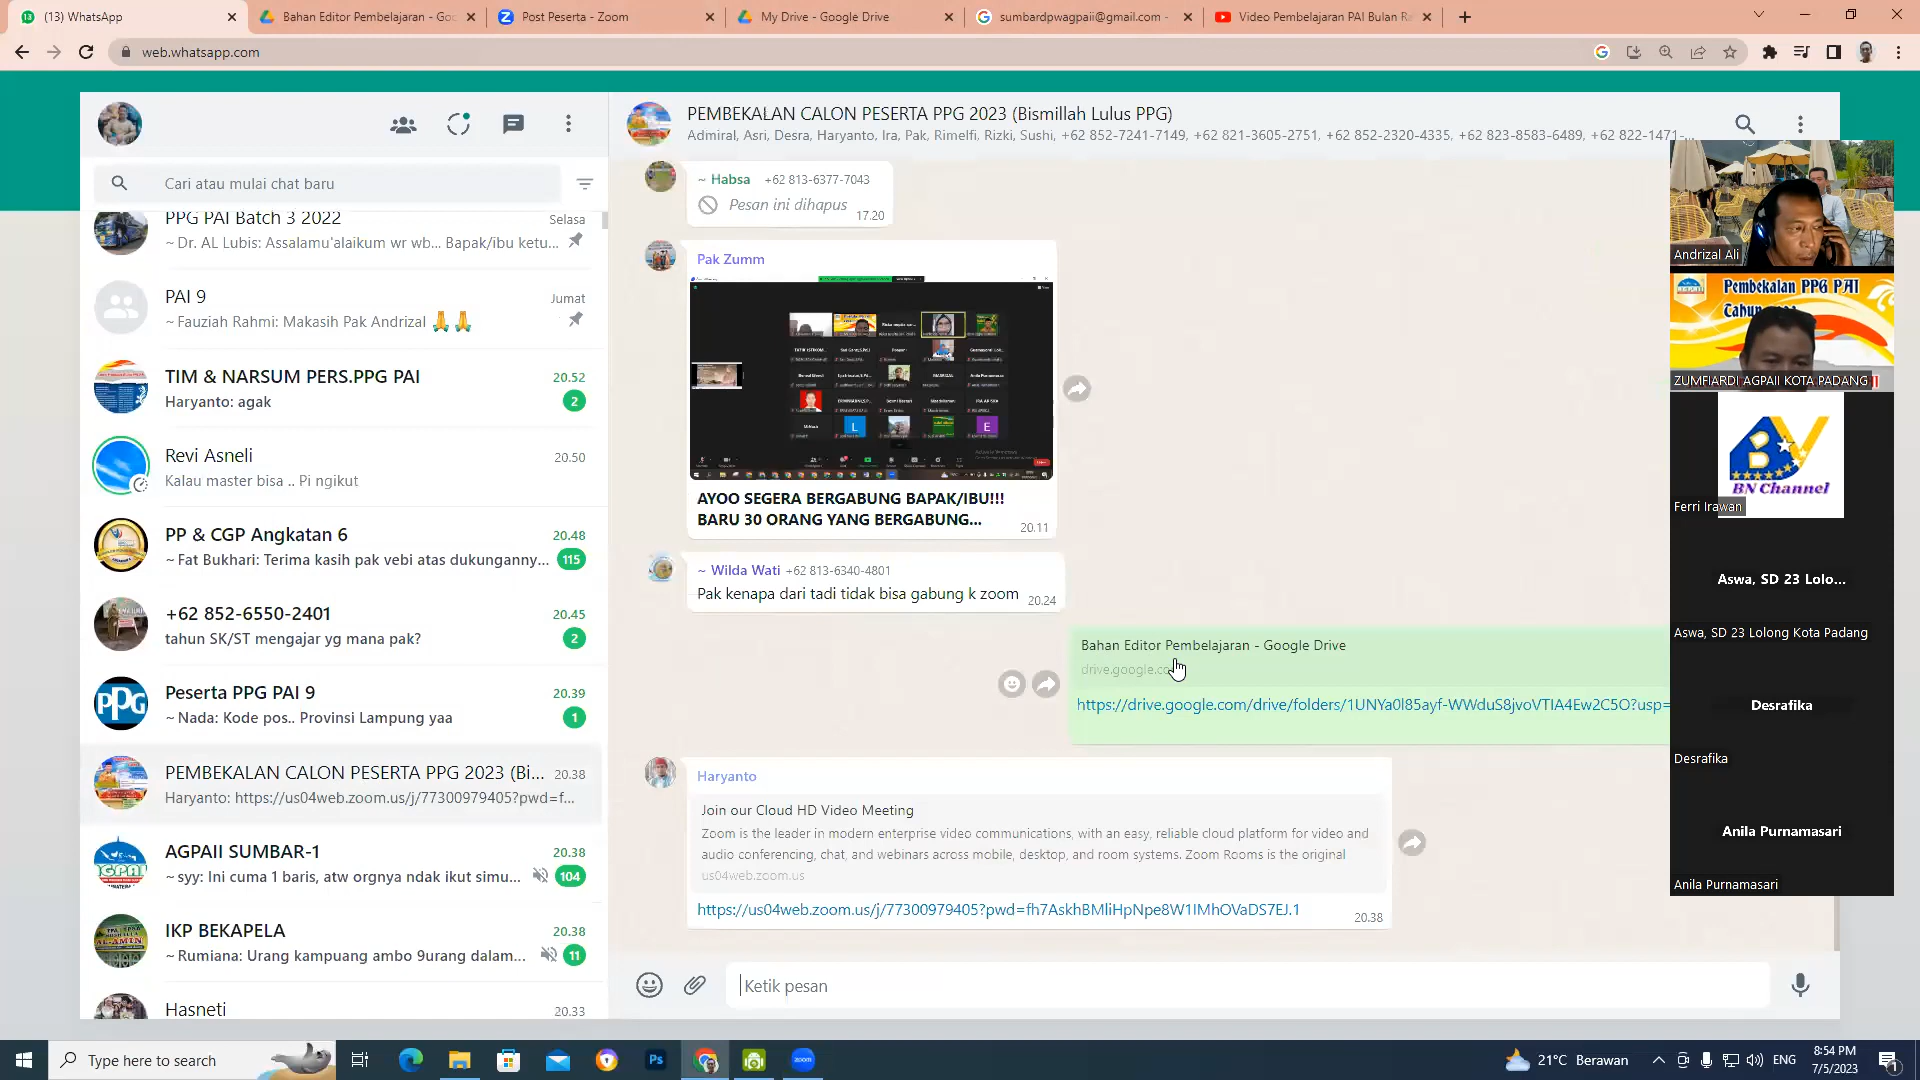 (13) WhatsApp
Bahan Editor Pembelajaran - Goo
Post Peserta - Zoom
My Drive - Google Drive
sumbardpwagpaii@gmail.com -
Video Pembelajaran PAI Bulan Ra
web.whatsapp.com
Cari atau mulai chat baru
PPG PAI Batch 3 2022
Selasa
~ Dr. AL Lubis: Assalamu'alaikum wr wb... Bapak/ibu ketu...
PAI 9
Jumat
~ Fauziah Rahmi: Makasih Pak Andrizal 🙏 🙏
TIM & NARSUM PERS.PPG PAI
20.52
Haryanto: agak
2
Revi Asneli
20.50
Kalau master bisa .. Pi ngikut
PP & CGP Angkatan 6
20.48
~ Fat Bukhari: Terima kasih pak vebi atas dukunganny...
115
+62 852-6550-2401
20.45
tahun SK/ST mengajar yg mana pak?
2
Peserta PPG PAI 9
20.39
~ Nada: Kode pos.. Provinsi Lampung yaa
1
PEMBEKALAN CALON PESERTA PPG 2023 (Bi...
20.38
Haryanto: https://us04web.zoom.us/j/77300979405?pwd=f...
AGPAII SUMBAR-1
20.38
~ syy: Ini cuma 1 baris, atw orgnya ndak ikut simu...
104
IKP BEKAPELA
20.38
~ Rumiana: Urang kampuang ambo 9urang dalam...
11
Hasneti
20.33
PEMBEKALAN CALON PESERTA PPG 2023 (Bismillah Lulus PPG)
Admiral, Asri, Desra, Haryanto, Ira, Pak, Rimelfi, Rizki, Sushi, +62 852-7241-7149, +62 821-3605-2751, +62 852-2320-4335, +62 823-8583-6489, +62 822-1471-...
~ Habsa +62 813-6377-7043
Pesan ini dihapus
17.20
Pak Zumm
AYOO SEGERA BERGABUNG BAPAK/IBU!!!
BARU 30 ORANG YANG BERGABUNG...
20.11
~ Wilda Wati +62 813-6340-4801
Pak kenapa dari tadi tidak bisa gabung k zoom
20.24
Bahan Editor Pembelajaran - Google Drive
drive.google.co
https://drive.google.com/drive/folders/1UNYa0l85ayf-WWduS8jvoVTIA4Ew2C5O?usp=
Haryanto
Join our Cloud HD Video Meeting
Zoom is the leader in modern enterprise video communications, with an easy, reliable cloud platform for video and
audio conferencing, chat, and webinars across mobile, desktop, and room systems. Zoom Rooms is the original
us04web.zoom.us
https://us04web.zoom.us/j/77300979405?pwd=fh7AskhBMliHpNpe8W1IMhOVaDS7EJ.1
20.38
Ketik pesan
Andrizal Ali
Pembekalan PPG PAI
Tahun
ZUMFIARDI AGPAII KOTA PADANG
BN Channel
Ferri Irawan
Aswa, SD 23 Lolo...
Aswa, SD 23 Lolong Kota Padang
Desrafika
Desrafika
Anila Purnamasari
Anila Purnamasari
Type here to search
Ps
zoom
21°C Berawan
ENG
8:54 PM
7/5/2023
1